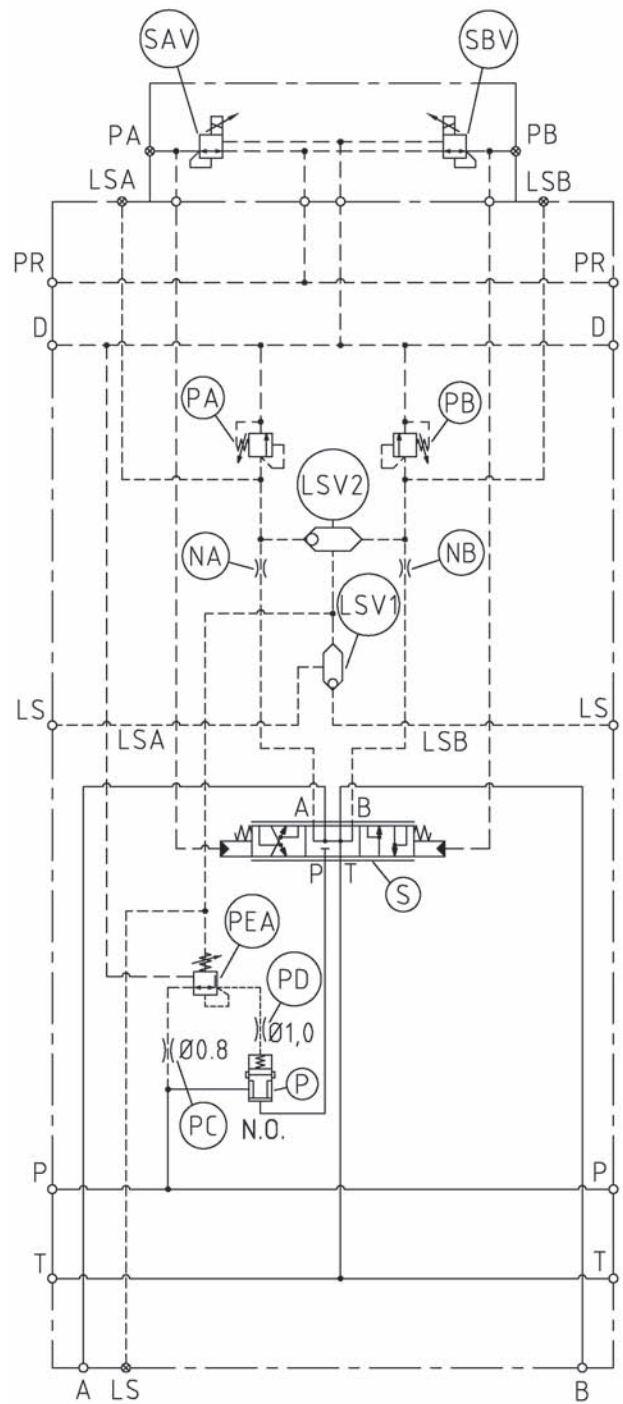 SAV SBV
PA PB
LSA LSB
PR PR
D D
PA PB
LSV2
NA NB
LSV1
LS LS
LSA LSB
A B
P T
S
PEA
PD
Ø1,0
Ø0.8
P
PC N.O.
P P
T T
A LS B